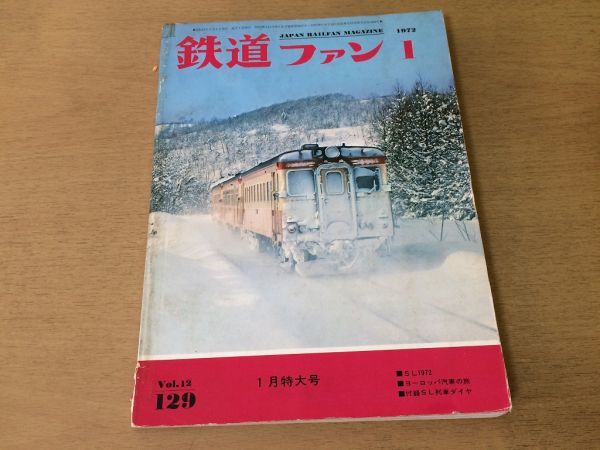 JAPAN RAILFAN MAGAZINE 1972
鉄道ファン 1
Vol.12
129
1月特大号
■SL1972
■ヨーロッパ汽車の旅
■付録SL列車ダイヤ